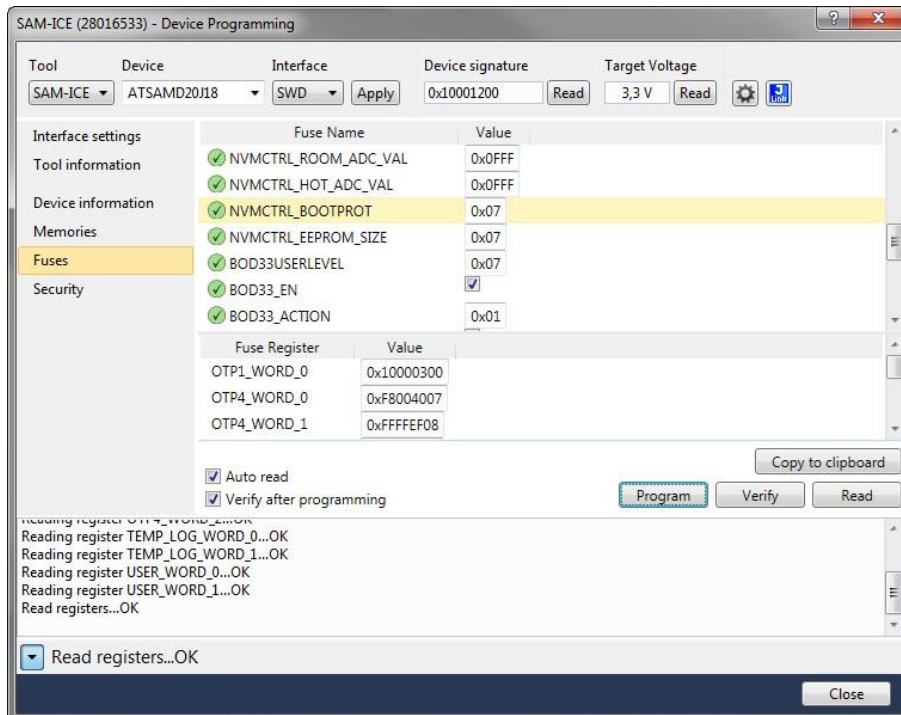 SAM-ICE (28016533) - Device Programming
Tool Device Interface Device signature Target Voltage
SAM-ICE ATSAMD20J18 SWD Apply 0x10001200 Read 3,3 V Read
Interface settings
Tool information
Device information
Memories
Fuses
Security
Fuse Name Value
NVMCTRL_ROOM_ADC_VAL 0x0FFF
NVMCTRL_HOT_ADC_VAL 0x0FFF
NVMCTRL_BOOTPROT 0x07
NVMCTRL_EEPROM_SIZE 0x07
BOD33USERLEVEL 0x07
BOD33_EN
BOD33_ACTION 0x01
Fuse Register Value
OTP1_WORD_0 0x10000300
OTP4_WORD_0 0xF8004007
OTP4_WORD_1 0xFFFFEF08
Copy to clipboard
Auto read
Verify after programming
Program Verify Read
Reading register OTP4_WORD_2...OK
Reading register TEMP_LOG_WORD_0...OK
Reading register TEMP_LOG_WORD_1...OK
Reading register USER_WORD_0...OK
Reading register USER_WORD_1...OK
Read registers...OK
Read registers...OK
Close